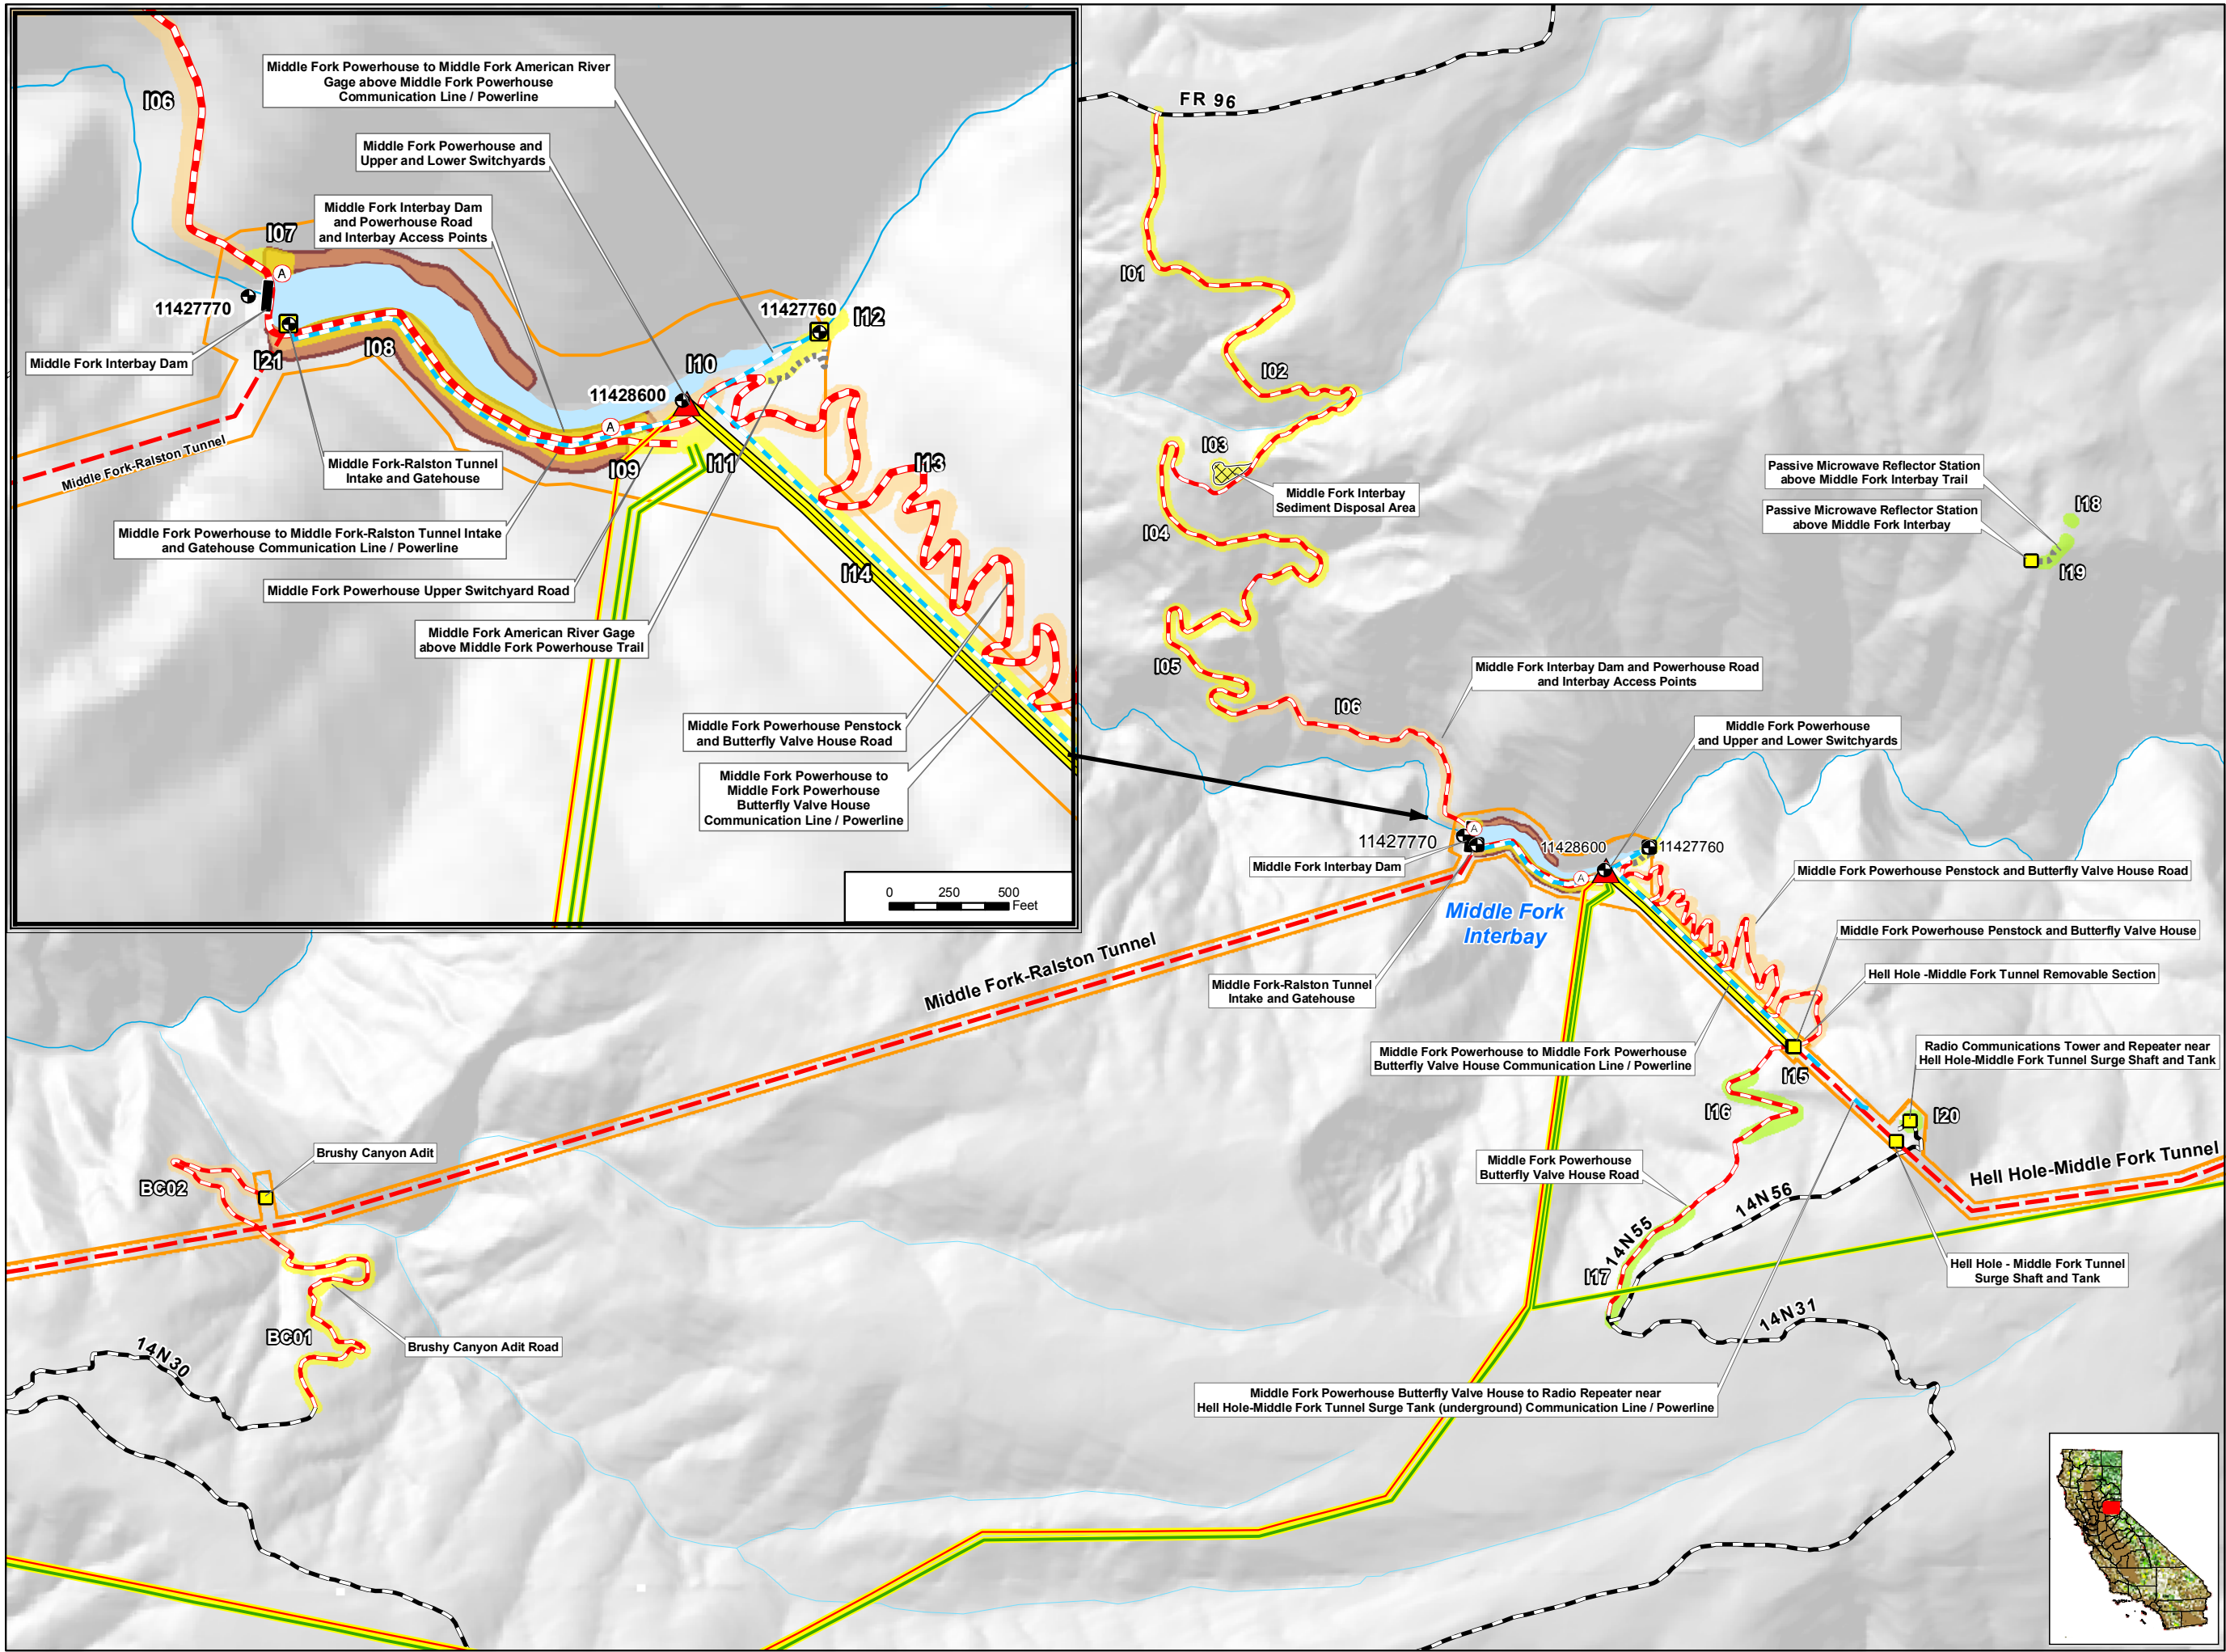 I06
Middle Fork Powerhouse to Middle Fork American River
Gage above Middle Fork Powerhouse
Communication Line / Powerline
Middle Fork Powerhouse and
Upper and Lower Switchyards
Middle Fork Interbay Dam
and Powerhouse Road
and Interbay Access Points
I07
A
11427770
Middle Fork Interbay Dam
I21
I08
11427760
I12
I10
11428600
A
I09
I11
I13
I14
Middle Fork-Ralston Tunnel
Middle Fork-Ralston Tunnel
Intake and Gatehouse
Middle Fork Powerhouse to Middle Fork-Ralston Tunnel Intake
and Gatehouse Communication Line / Powerline
Middle Fork Powerhouse Upper Switchyard Road
Middle Fork American River Gage
above Middle Fork Powerhouse Trail
Middle Fork Powerhouse Penstock
and Butterfly Valve House Road
Middle Fork Powerhouse to
Middle Fork Powerhouse
Butterfly Valve House
Communication Line / Powerline
0 250 500
Feet
FR 96
I01
I02
I03
Middle Fork Interbay
Sediment Disposal Area
I04
I05
I06
Passive Microwave Reflector Station
above Middle Fork Interbay Trail
Passive Microwave Reflector Station
above Middle Fork Interbay
I18
I19
Middle Fork Interbay Dam and Powerhouse Road
and Interbay Access Points
Middle Fork Powerhouse
and Upper and Lower Switchyards
A
11427770
11428600
11427760
A
Middle Fork Interbay Dam
Middle Fork
Interbay
Middle Fork Powerhouse Penstock and Butterfly Valve House Road
Middle Fork Powerhouse Penstock and Butterfly Valve House
Hell Hole -Middle Fork Tunnel Removable Section
Middle Fork-Ralston Tunnel
Middle Fork-Ralston Tunnel
Intake and Gatehouse
Middle Fork Powerhouse to Middle Fork Powerhouse
Butterfly Valve House Communication Line / Powerline
Radio Communications Tower and Repeater near
Hell Hole-Middle Fork Tunnel Surge Shaft and Tank
I15
I16
I20
Middle Fork Powerhouse
Butterfly Valve House Road
Hell Hole-Middle Fork Tunnel
14N56
14N55
I17
Hell Hole - Middle Fork Tunnel
Surge Shaft and Tank
14N31
Brushy Canyon Adit
BC02
BC01
Brushy Canyon Adit Road
14N30
Middle Fork Powerhouse Butterfly Valve House to Radio Repeater near
Hell Hole-Middle Fork Tunnel Surge Tank (underground) Communication Line / Powerline